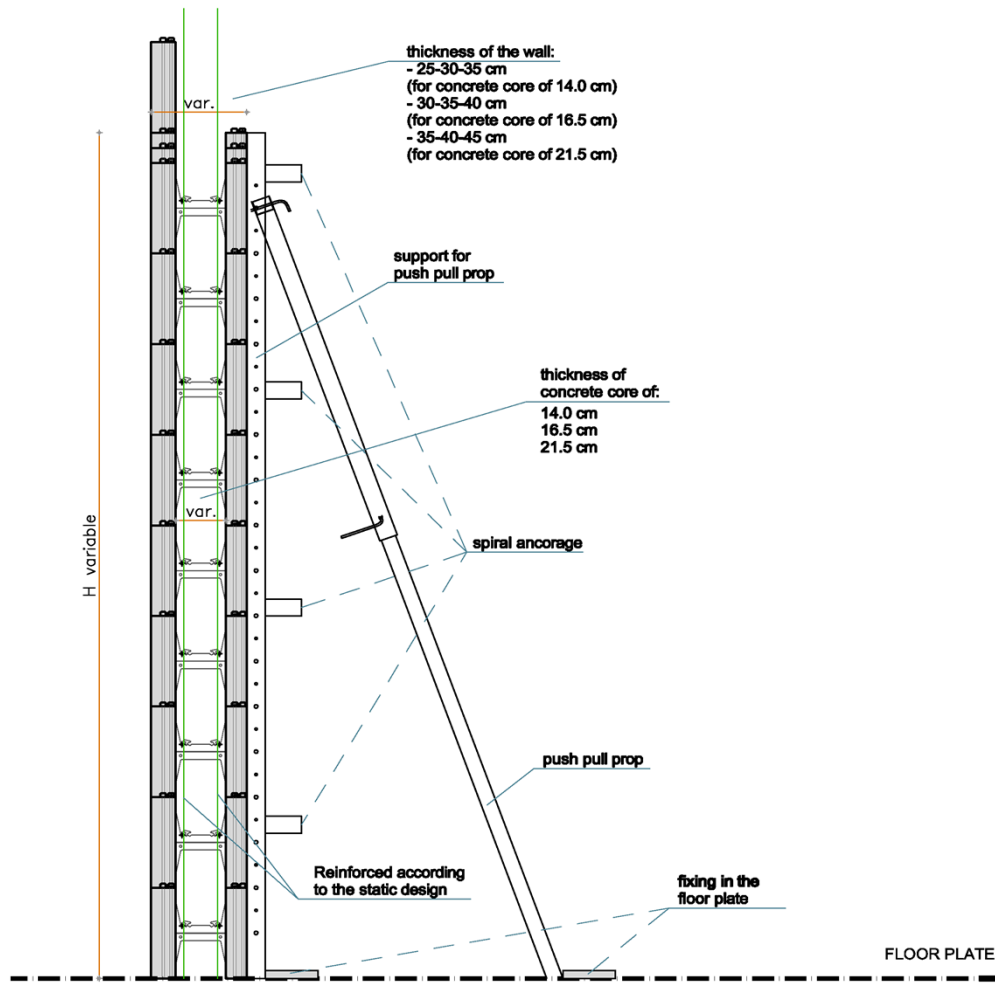 thickness of the wall:
- 25-30-35 cm
(for concrete core of 14.0 cm)
- 30-35-40 cm
(for concrete core of 16.5 cm)
- 35-40-45 cm
(for concrete core of 21.5 cm)
var.
support for
push pull prop
thickness of
concrete core of:
14.0 cm
16.5 cm
21.5 cm
var.
H variable
spiral ancorage
push pull prop
Reinforced according
to the static design
fixing in the
floor plate
FLOOR PLATE